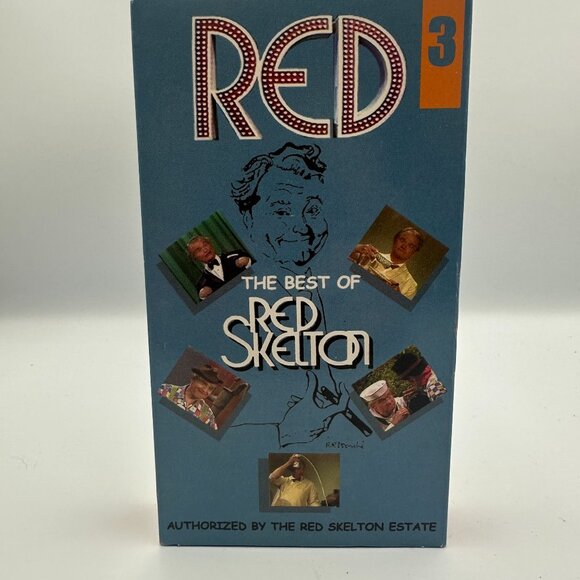 RED
3
THE BEST OF
RED
SKELTON
AUTHORIZED BY THE RED SKELTON ESTATE